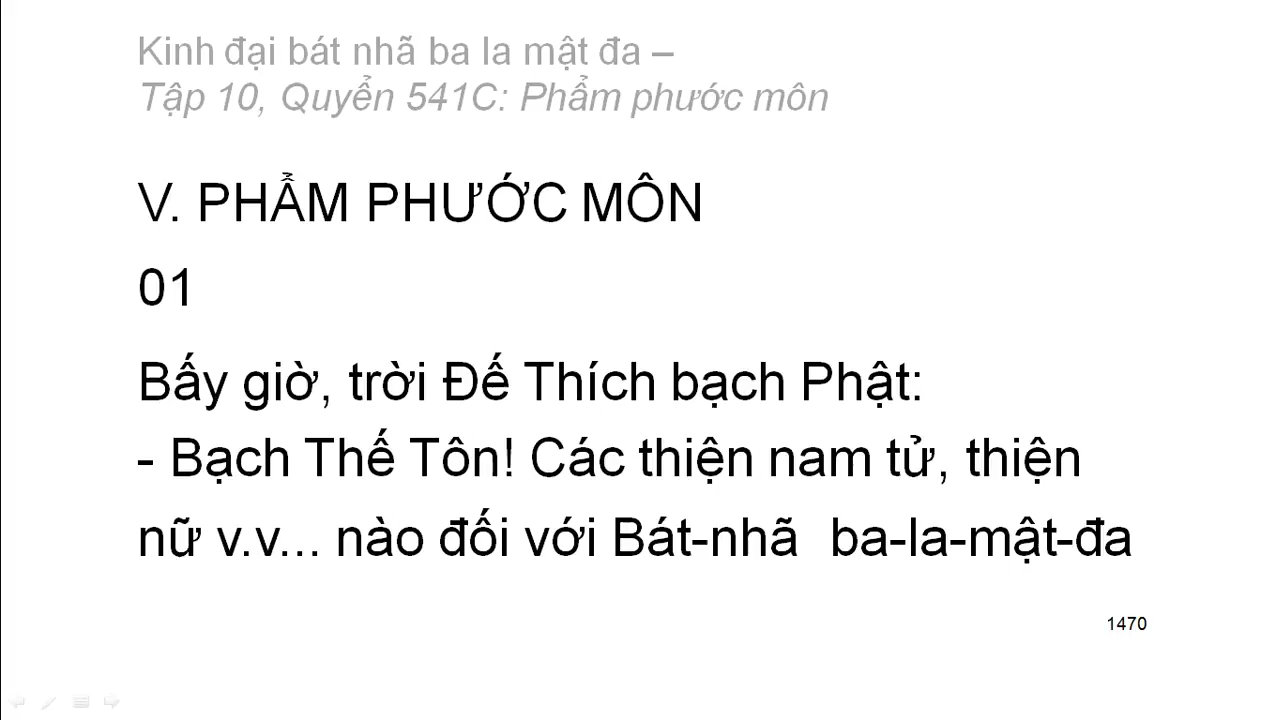 Kinh đại bát nhã ba la mật đa –
Tập 10, Quyển 541C: Phẩm phước môn
V. PHẨM PHƯỚC MÔN
01
Bấy giờ, trời Đế Thích bạch Phật:
- Bạch Thế Tôn! Các thiện nam tử, thiện
nữ v.v... nào đối với Bát-nhã ba-la-mật-đa
1470